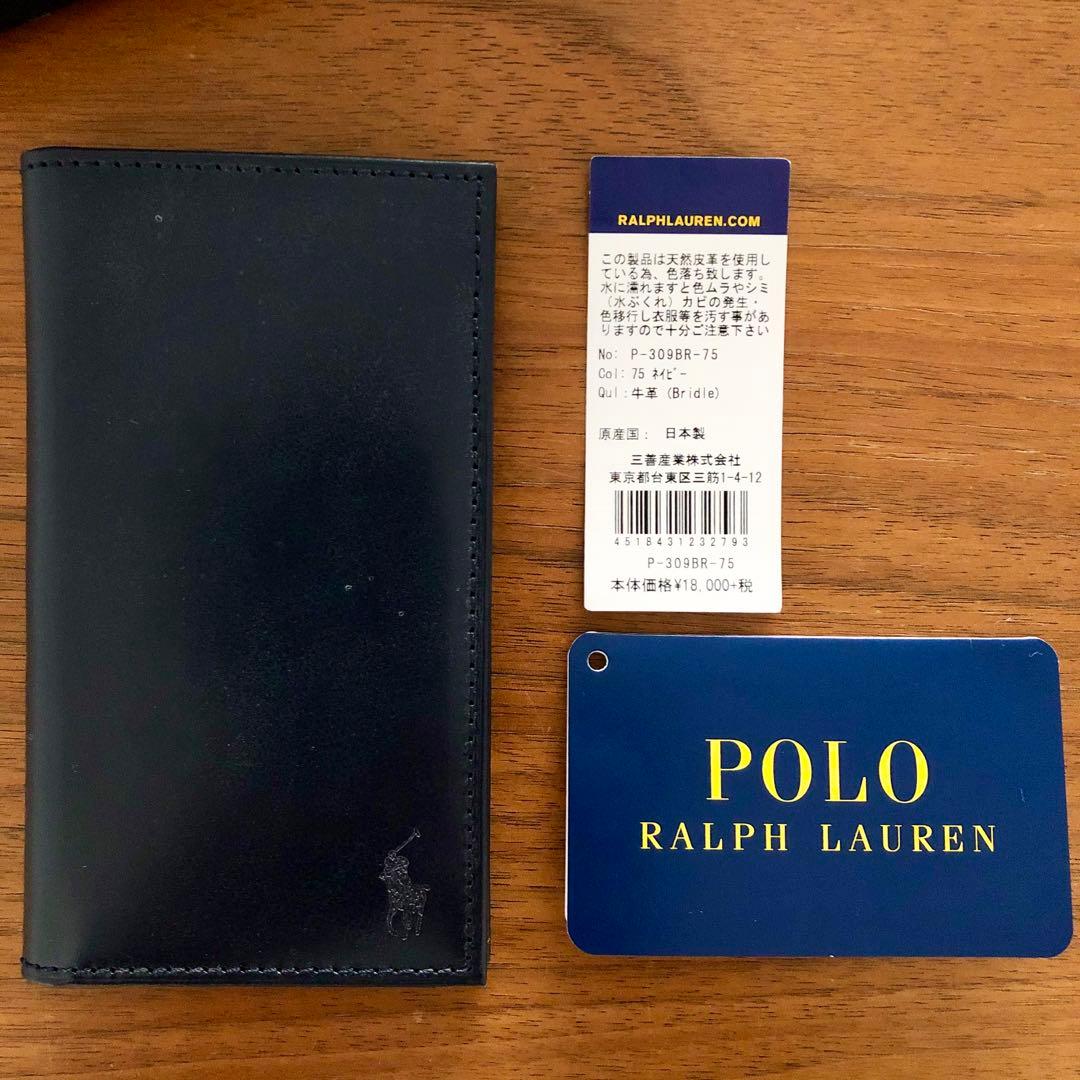 RALPHLAUREN.COM
この製品は天然皮革を使用し
ている為、色落ち致します。
水に濡れますと色ムラやシミ
（水ぶくれ）カビの発生・
色移行し衣服等を汚す事があ
りますので十分ご注意下さい
No: P-309BR-75
Col: 75 ﾈｲﾋﾞｰ
Qul:牛革 (Bridle)
原産国： 日本製
三善産業株式会社
東京都台東区三筋1-4-12
4518431232793
P-309BR-75
本体価格¥18,000+税
POLO
RALPH LAUREN